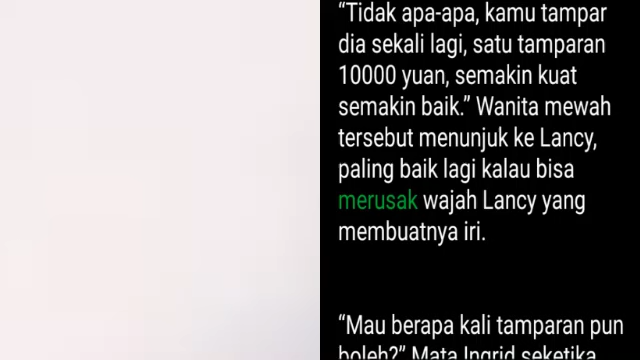 “Tidak apa-apa, kamu tampar
dia sekali lagi, satu tamparan
10000 yuan, semakin kuat
semakin baik.” Wanita mewah
tersebut menunjuk ke Lancy,
paling baik lagi kalau bisa
merusak wajah Lancy yang
membuatnya iri.
“Mau berapa kali tamparan pun
boleh?” Mata Ingrid seketika